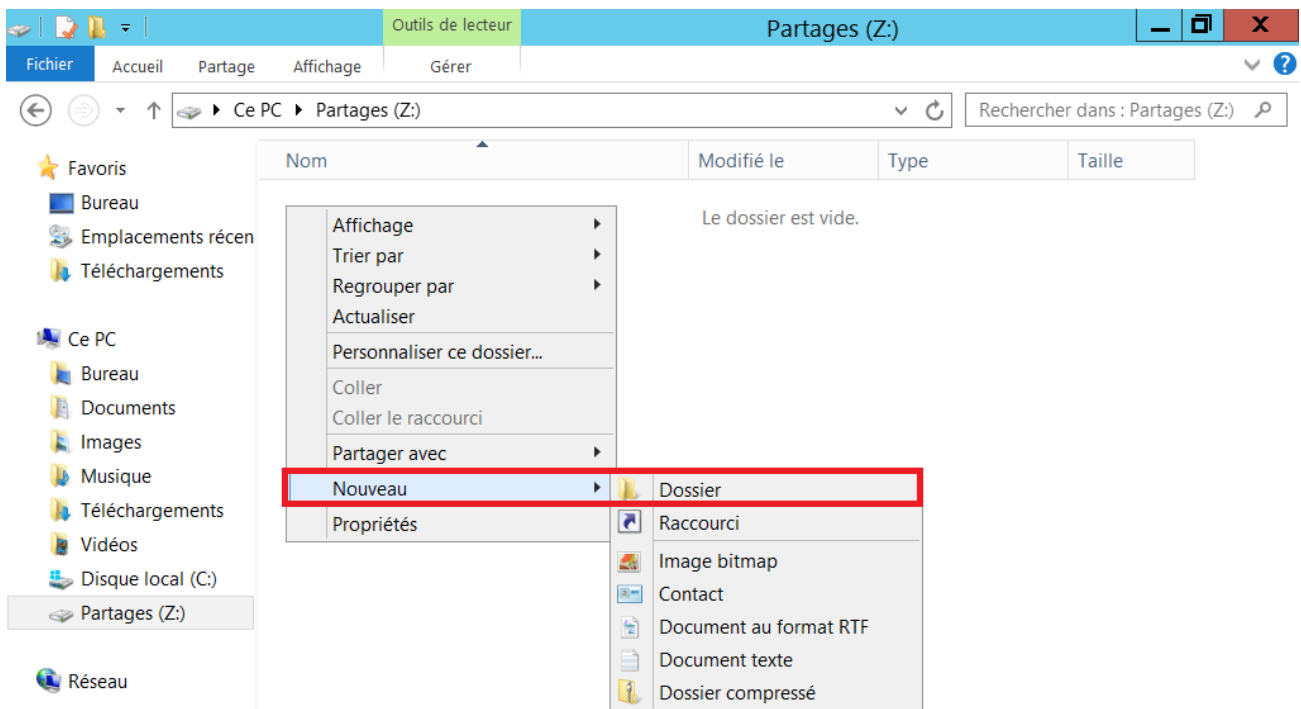 Outils de lecteur
Partages (Z:)
Fichier Accueil Partage Affichage Gérer
Ce PC Partages (Z:)
Rechercher dans : Partages (Z:)
Nom Modifié le Type Taille
Le dossier est vide.
Favoris
Bureau
Emplacements récen
Téléchargements
Ce PC
Bureau
Documents
Images
Musique
Téléchargements
Vidéos
Disque local (C:)
Partages (Z:)
Réseau
Affichage
Trier par
Regrouper par
Actualiser
Personnaliser ce dossier...
Coller
Coller le raccourci
Partager avec
Nouveau
Propriétés
Dossier
Raccourci
Image bitmap
Contact
Document au format RTF
Document texte
Dossier compressé